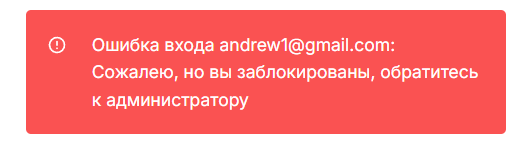 Ошибка входа andrew1@gmail.com:
Сожалею, но вы заблокированы, обратитесь
к администратору